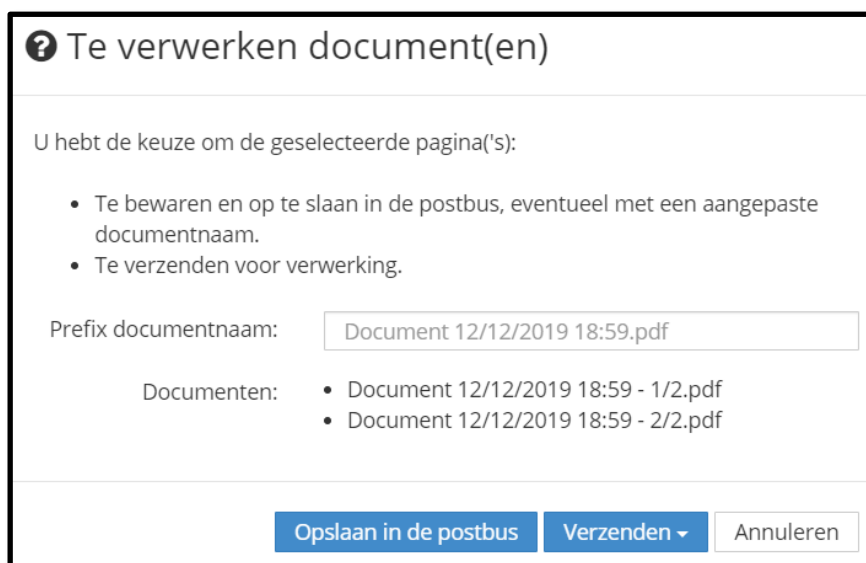 Te verwerken document(en)
U hebt de keuze om de geselecteerde pagina('s):
• Te bewaren en op te slaan in de postbus, eventueel met een aangepaste
documentnaam.
• Te verzenden voor verwerking.
Prefix documentnaam: Document 12/12/2019 18:59.pdf
Documenten: • Document 12/12/2019 18:59 - 1/2.pdf
• Document 12/12/2019 18:59 - 2/2.pdf
Opslaan in de postbus Verzenden Annuleren